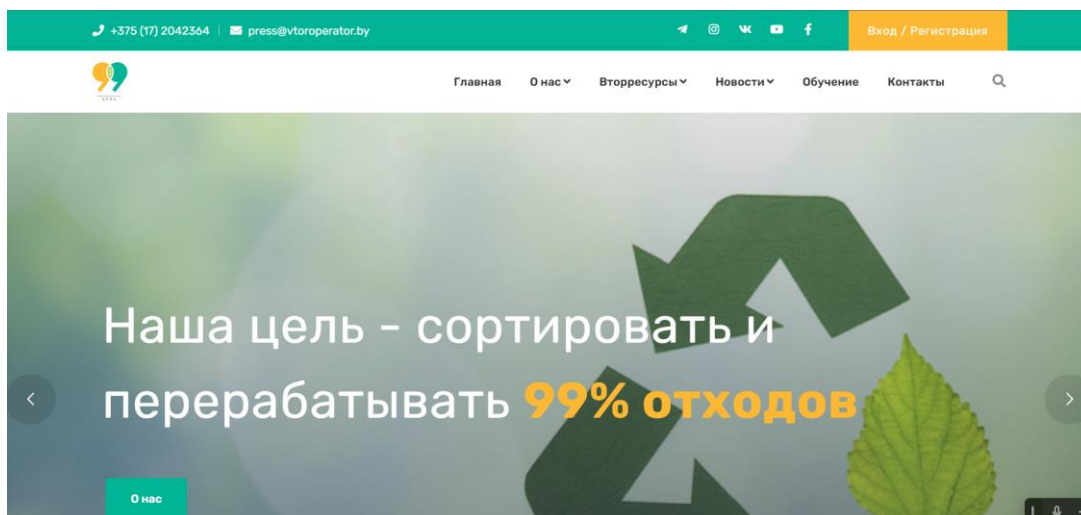 +375 (17) 2042364 | press@vtoroperator.by
Вход / Регистрация
99
Главная О нас Вторресурсы Новости Обучение Контакты
Наша цель - сортировать и
перерабатывать 99% отходов
О нас